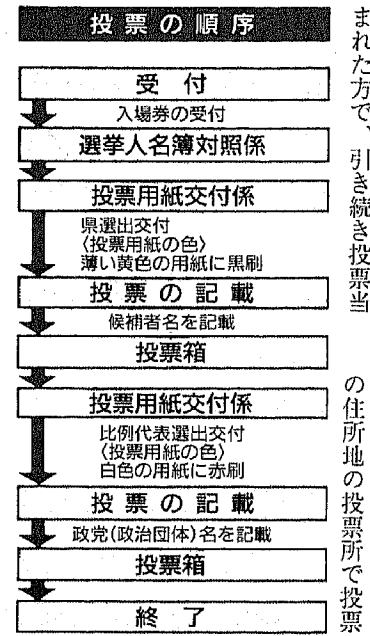 投票の順序
受付
入場券の受付
選挙人名簿対照係
投票用紙交付係
県選出交付
〈投票用紙の色〉
薄い黄色の用紙に黒刷
投票の記載
候補者名を記載
投票箱
投票用紙交付係
比例代表選出交付
〈投票用紙の色〉
白色の用紙に赤刷
投票の記載
政党(政治団体)名を記載
投票箱
終了
まれた方で、引き続き投票当
の住所地の投票所で投票